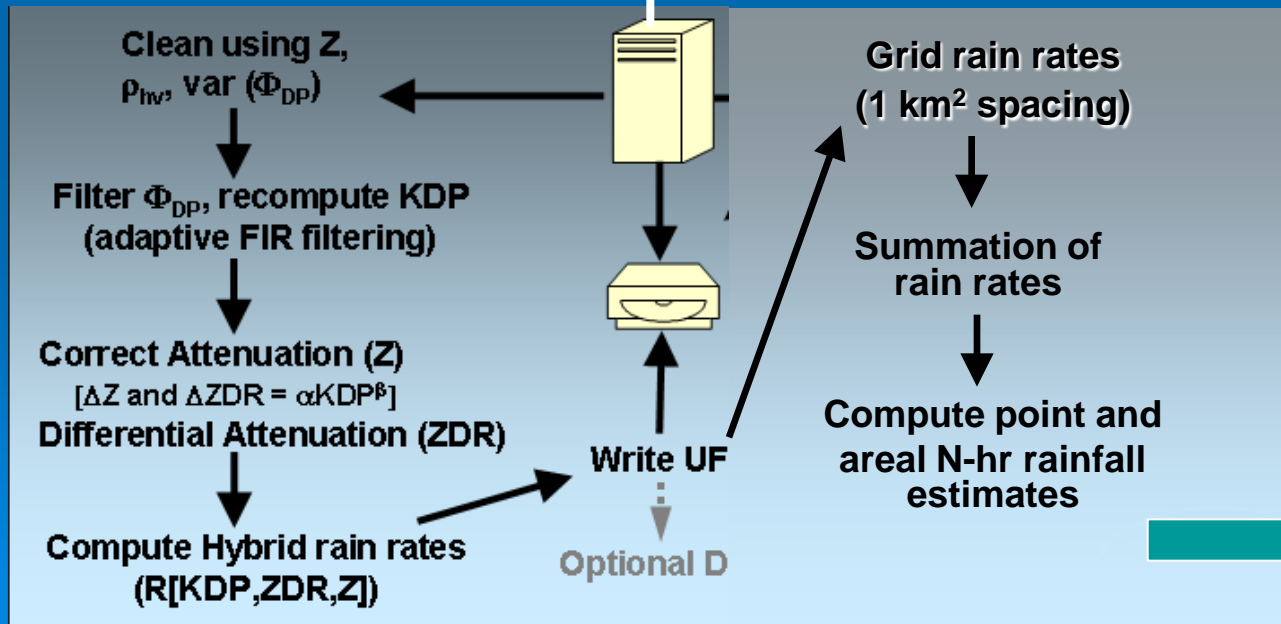 Clean using Z,
ρhv, var (ΦDP)
Filter ΦDP, recompute KDP
(adaptive FIR filtering)
Correct Attenuation (Z)
[ΔZ and ΔZDR = αKDPᵝ]
Differential Attenuation (ZDR)
Compute Hybrid rain rates
(R[KDP,ZDR,Z])
Write UF
Optional D
Grid rain rates
(1 km² spacing)
Summation of
rain rates
Compute point and
areal N-hr rainfall
estimates